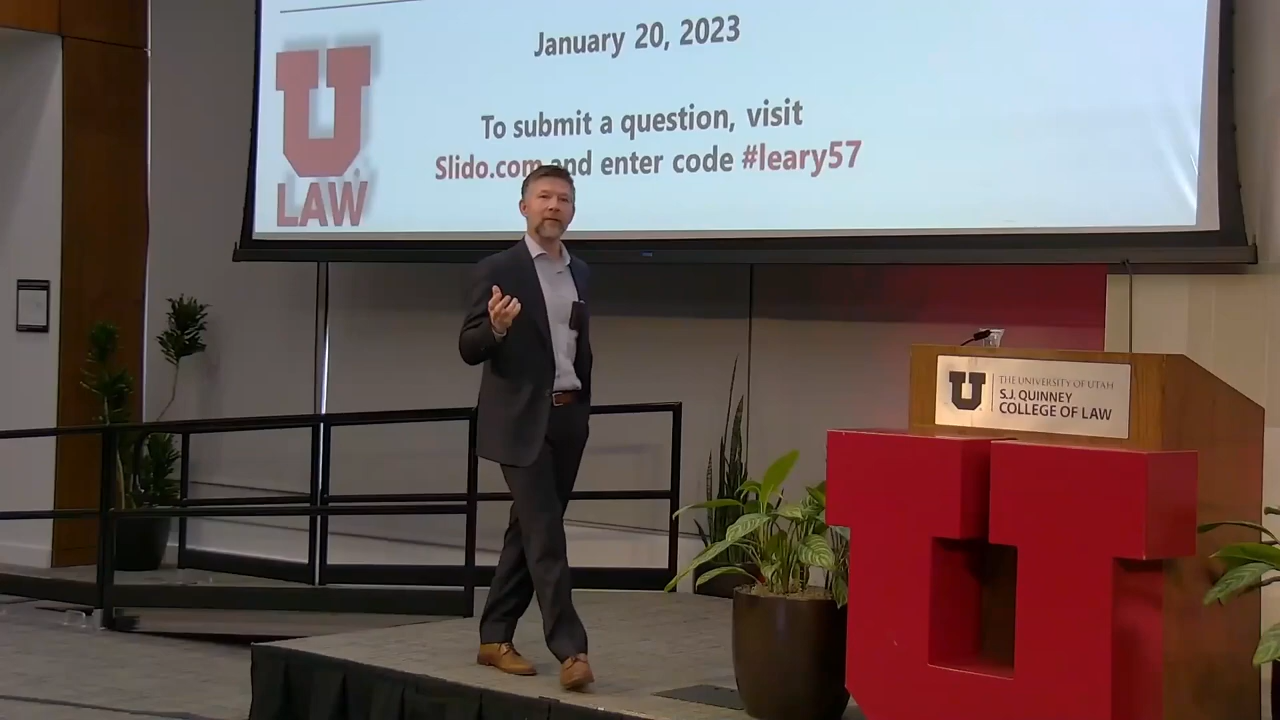 January 20, 2023
To submit a question, visit
Slido.com and enter code #leary57
U
LAW
U
THE UNIVERSITY OF UTAH
S.J. QUINNEY
COLLEGE OF LAW
U